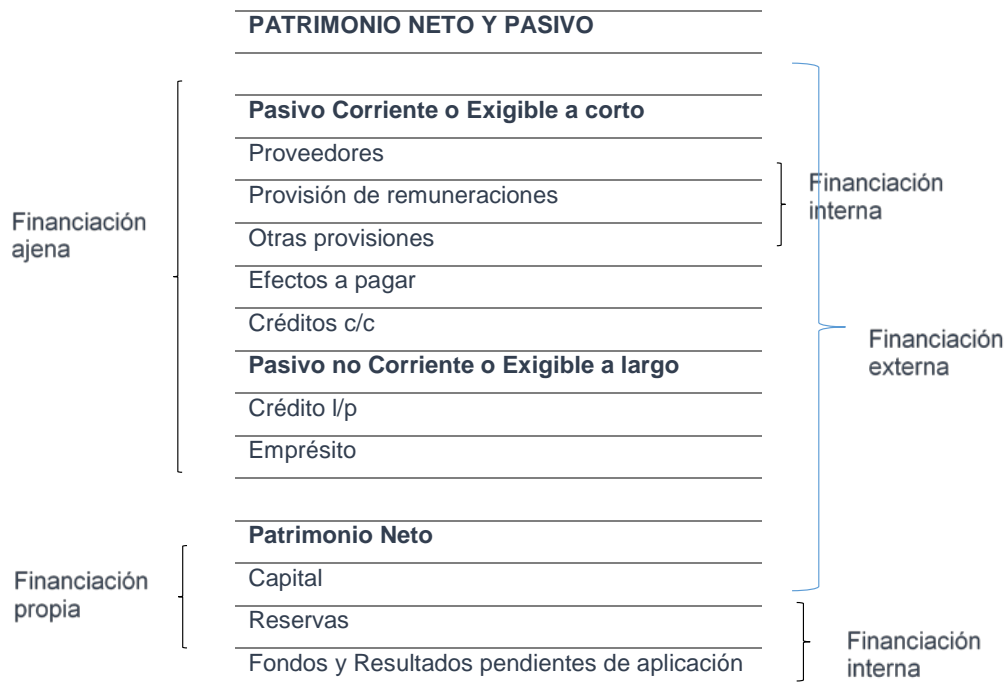 PATRIMONIO NETO Y PASIVO
Pasivo Corriente o Exigible a corto
Proveedores
Provisión de remuneraciones
Otras provisiones
Efectos a pagar
Créditos c/c
Pasivo no Corriente o Exigible a largo
Crédito l/p
Emprésito
Patrimonio Neto
Capital
Reservas
Fondos y Resultados pendientes de aplicación
Financiación
ajena
Financiación
propia
Financiación
interna
Financiación
externa
Financiación
interna